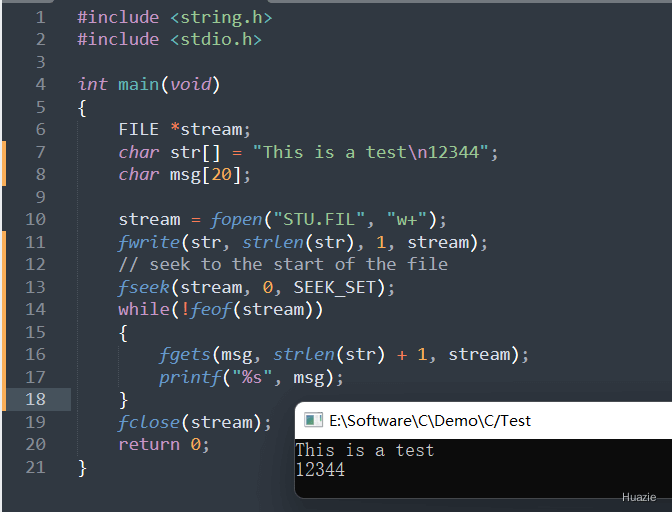 1 #include <string.h>
2 #include <stdio.h>
3
4 int main(void)
5 {
6 FILE *stream;
7 char str[] = "This is a test\n12344";
8 char msg[20];
9
10 stream = fopen("STU.FIL", "w+");
11 fwrite(str, strlen(str), 1, stream);
12 // seek to the start of the file
13 fseek(stream, 0, SEEK_SET);
14 while(!feof(stream))
15 {
16 fgets(msg, strlen(str) + 1, stream);
17 printf("%s", msg);
18 }
19 fclose(stream);
20 return 0;
21 }
E:\Software\C\Demo\C/Test
This is a test
12344
Huazie